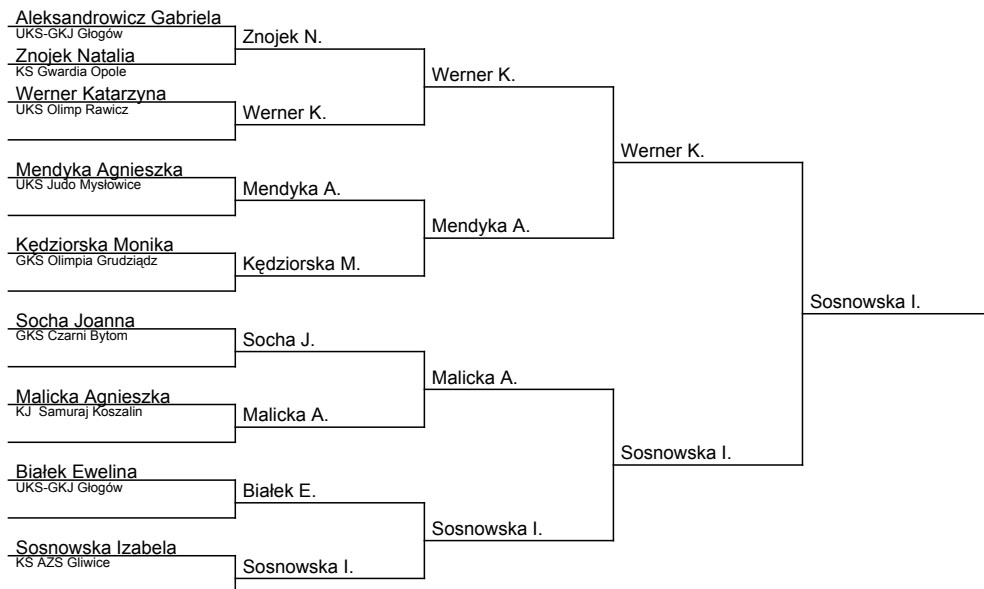 Aleksandrowicz Gabriela
UKS-GKJ Głogów
Znojek N.
Znojek Natalia
KS Gwardia Opole
Werner K.
Werner Katarzyna
UKS Olimp Rawicz
Werner K.
Werner K.
Mendyka Agnieszka
UKS Judo Mysłowice
Mendyka A.
Mendyka A.
Kędziorska Monika
GKS Olimpia Grudziądz
Kędziorska M.
Sosnowska I.
Socha Joanna
GKS Czarni Bytom
Socha J.
Malicka A.
Malicka Agnieszka
KJ  Samuraj Koszalin
Malicka A.
Sosnowska I.
Białek Ewelina
UKS-GKJ Głogów
Białek E.
Sosnowska I.
Sosnowska Izabela
KS AZS Gliwice
Sosnowska I.